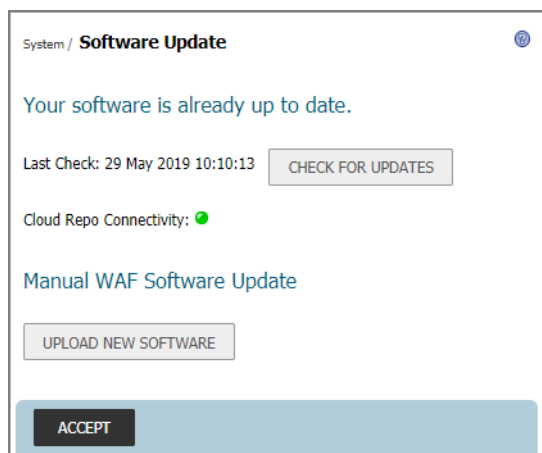 System / Software Update
Your software is already up to date.
Last Check: 29 May 2019 10:10:13 CHECK FOR UPDATES
Cloud Repo Connectivity:
Manual WAF Software Update
UPLOAD NEW SOFTWARE
ACCEPT